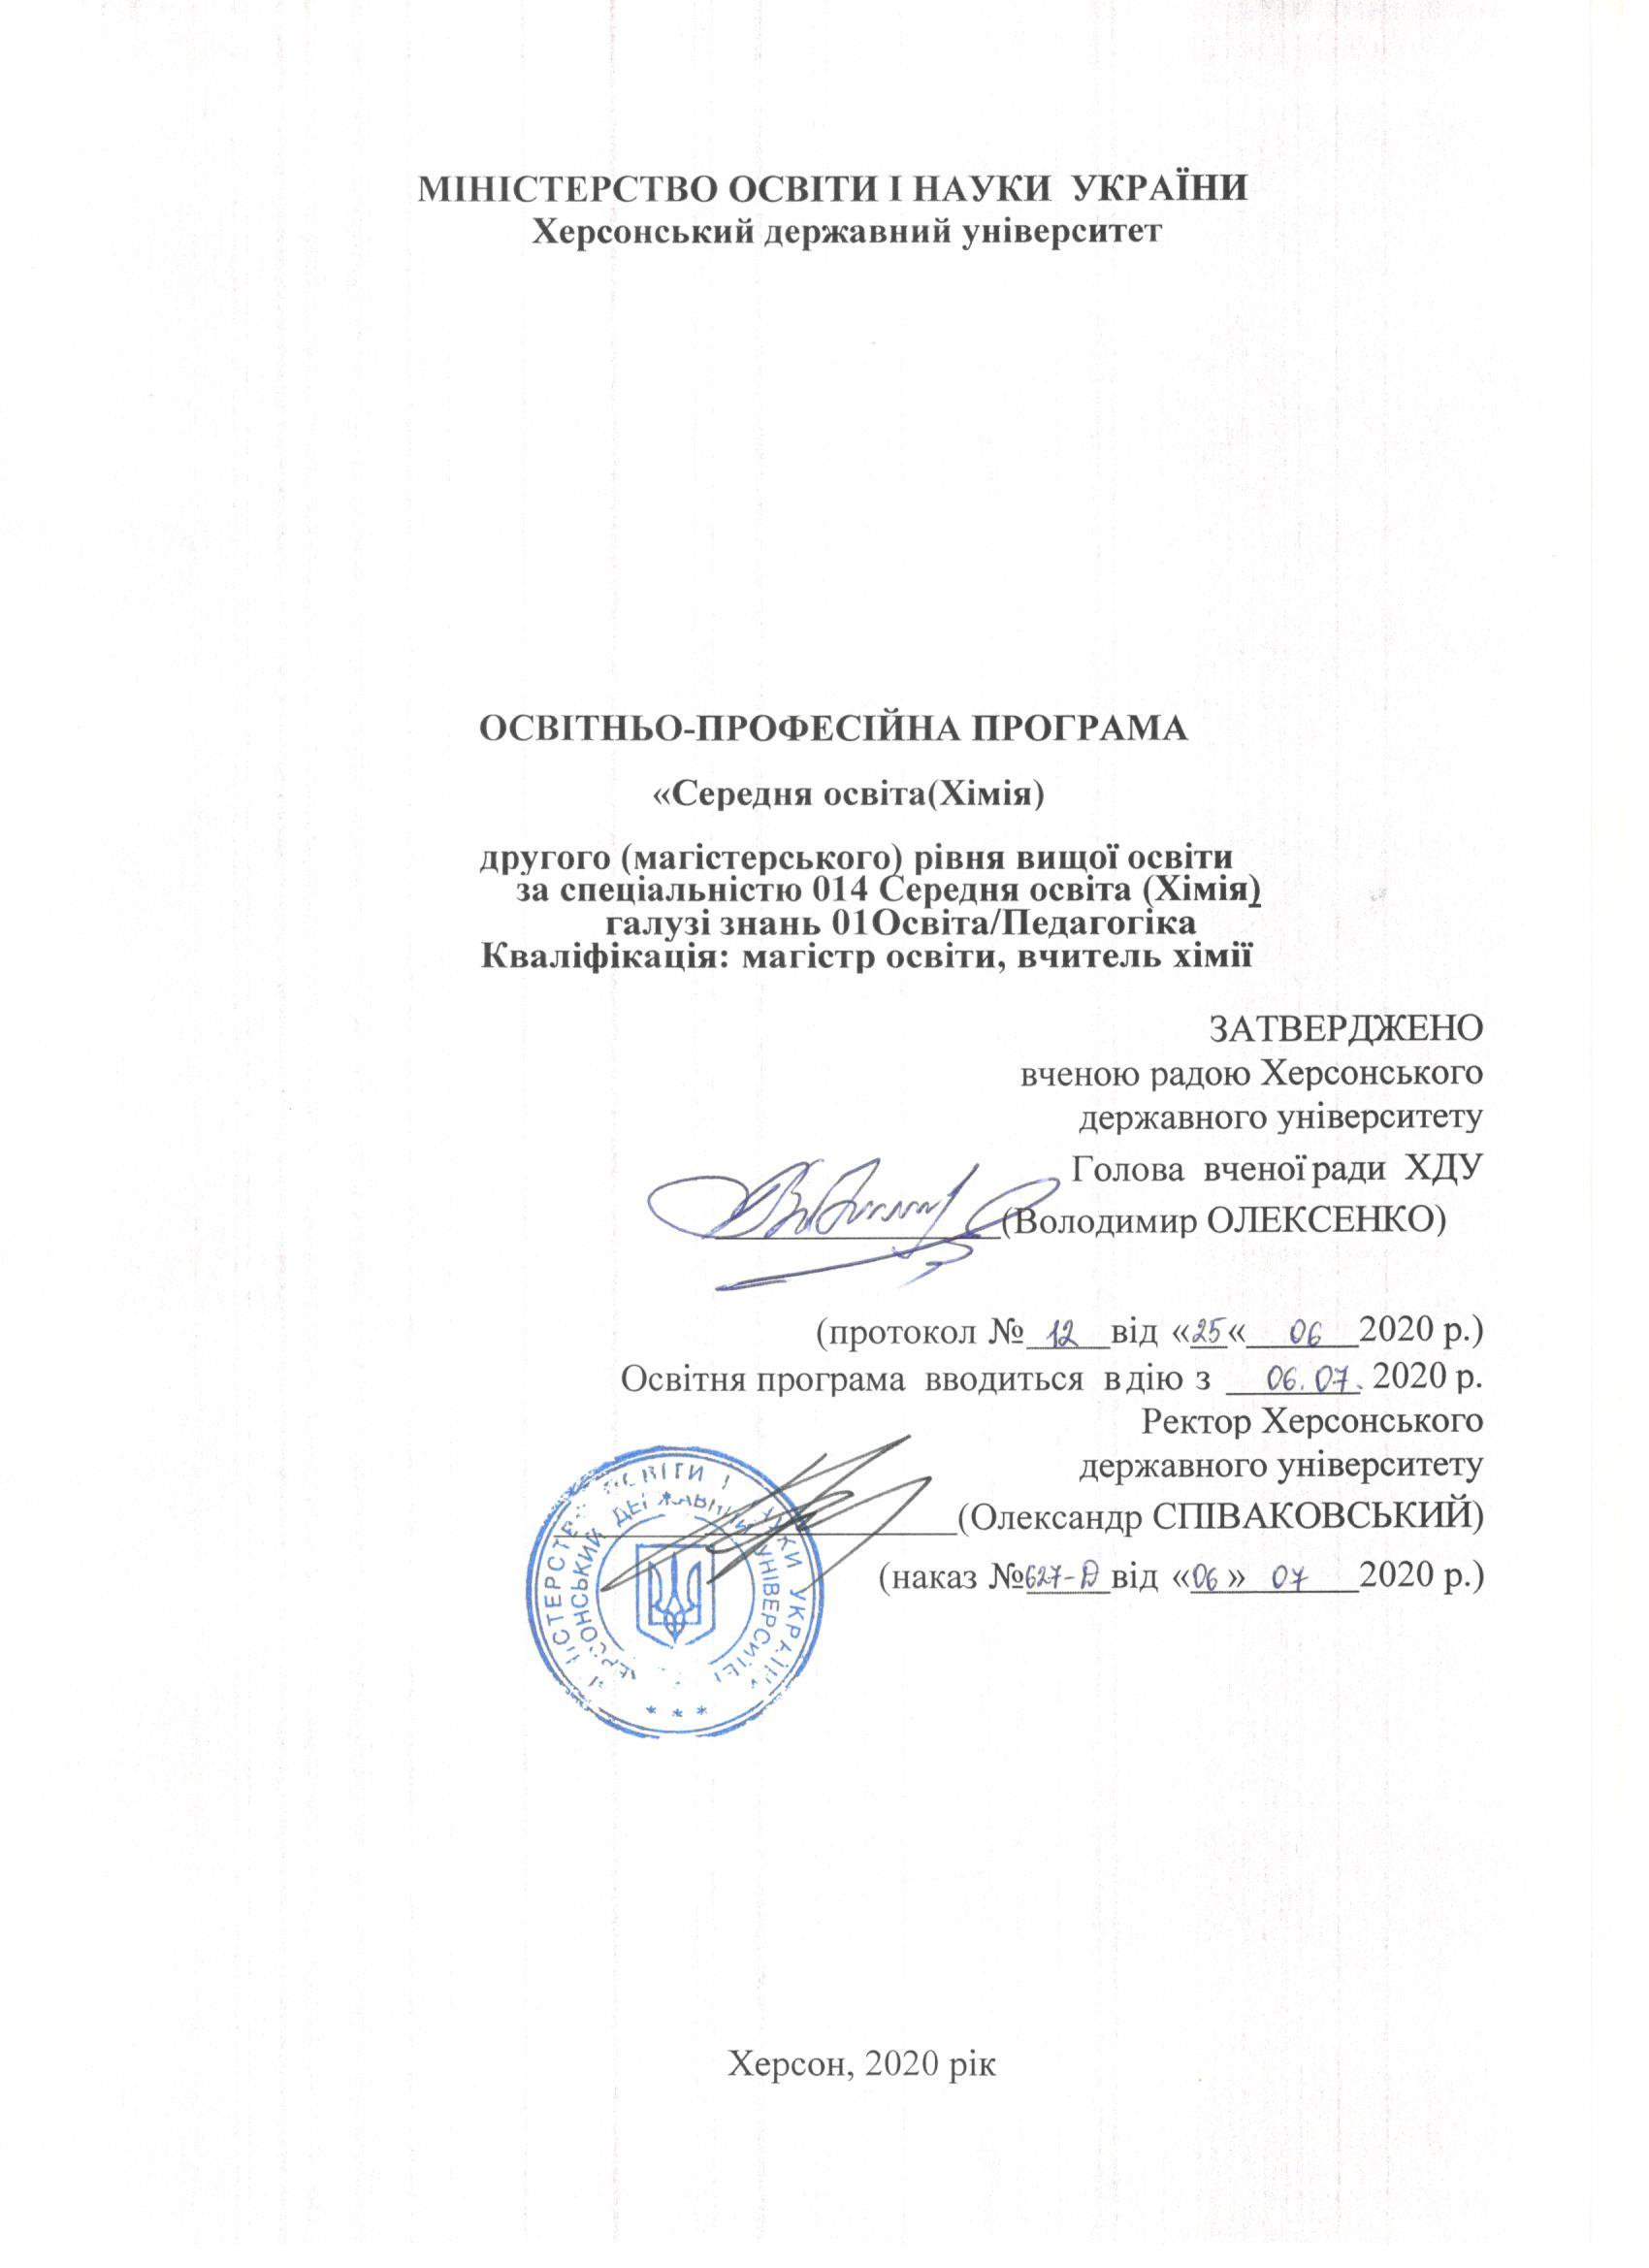 МІНІСТЕРСТВО ОСВІТИ І НАУКИ УКРАЇНИ
Херсонський державний університет
ОСВІТНЬО-ПРОФЕСІЙНА ПРОГРАМА
«Середня освіта(Хімія)
другого (магістерського) рівня вищої освіти
за спеціальністю 014 Середня освіта (Хімія)
галузі знань 01Освіта/Педагогіка
Кваліфікація: магістр освіти, вчитель хімії
ЗАТВЕРДЖЕНО
вченою радою Херсонського
державного університету
Голова вченої ради ХДУ
(Володимир ОЛЕКСЕНКО)
(протокол № 12 від «25« 06 2020 р.)
Освітня програма вводиться в дію з 06.07. 2020 р.
Ректор Херсонського
державного університету
(Олександр СПІВАКОВСЬКИЙ)
(наказ №627-Д від «06» 07 2020 р.)
Херсон, 2020 рік